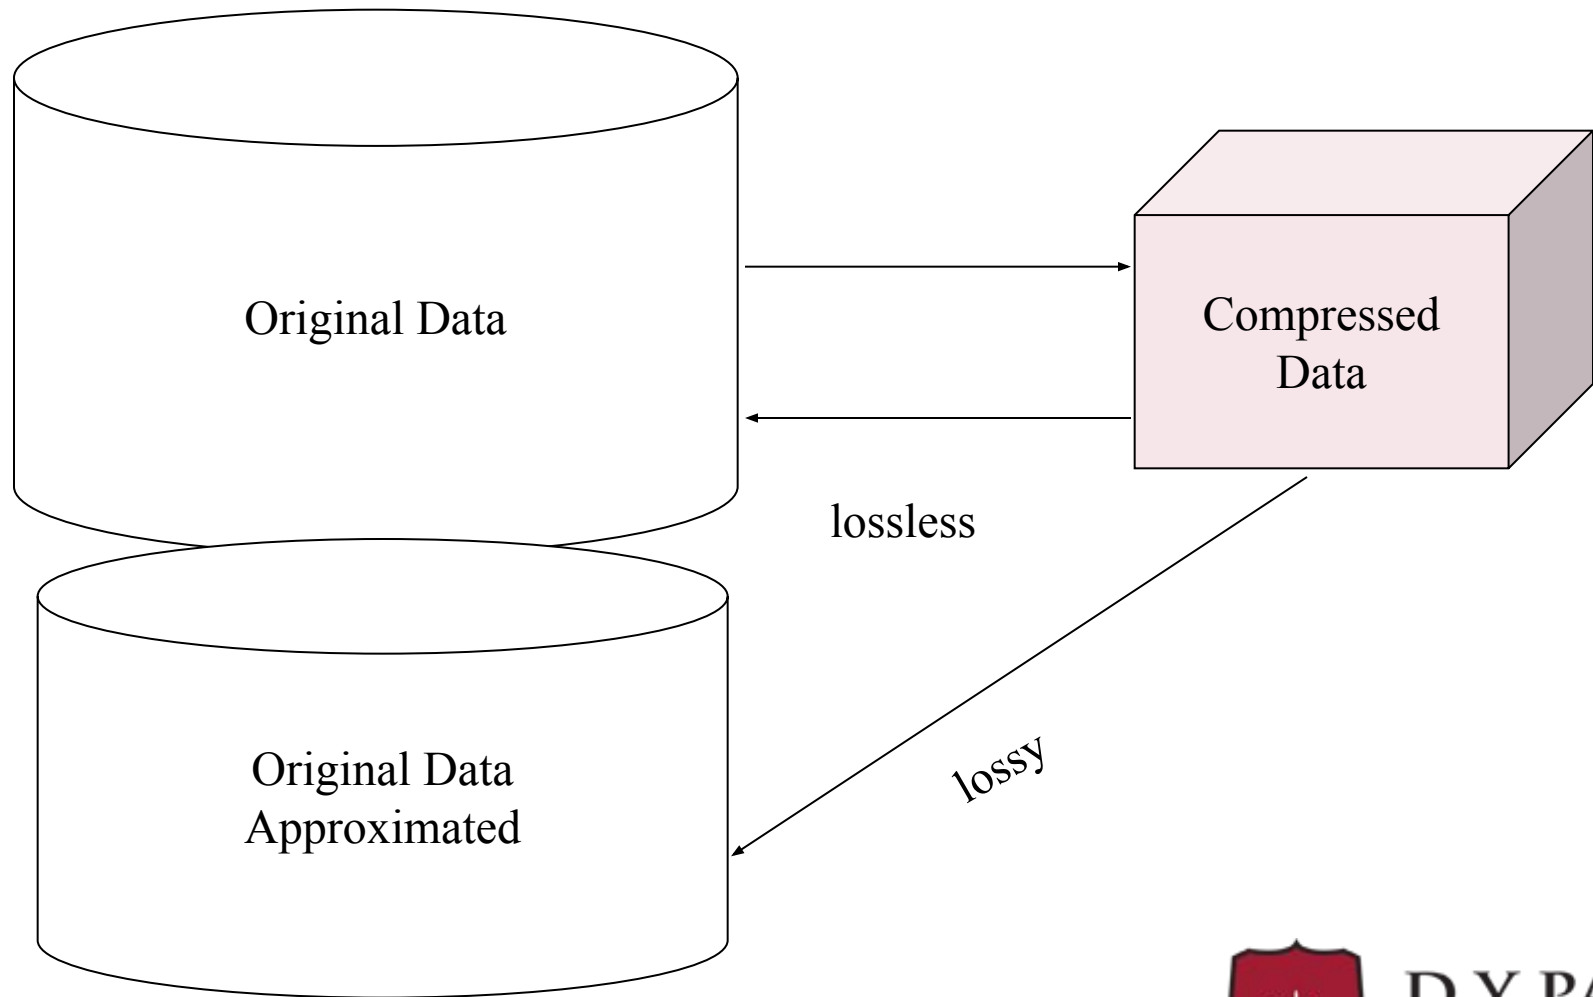 Original Data
Compressed
Data
lossless
Original Data
Approximated
lossy